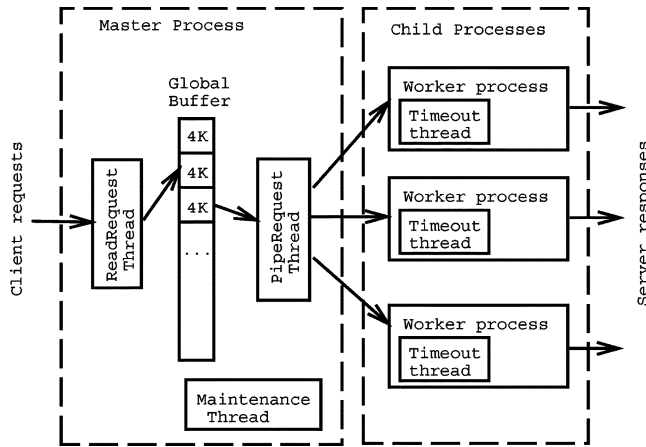 Master Process
Child Processes
Client requests
ReadRequest
Thread
Global
Buffer
4K
4K
4K
...
PipeRequest
Thread
Maintenance
Thread
Worker process
Timeout
thread
Worker process
Timeout
thread
Worker process
Timeout
thread
Server responses